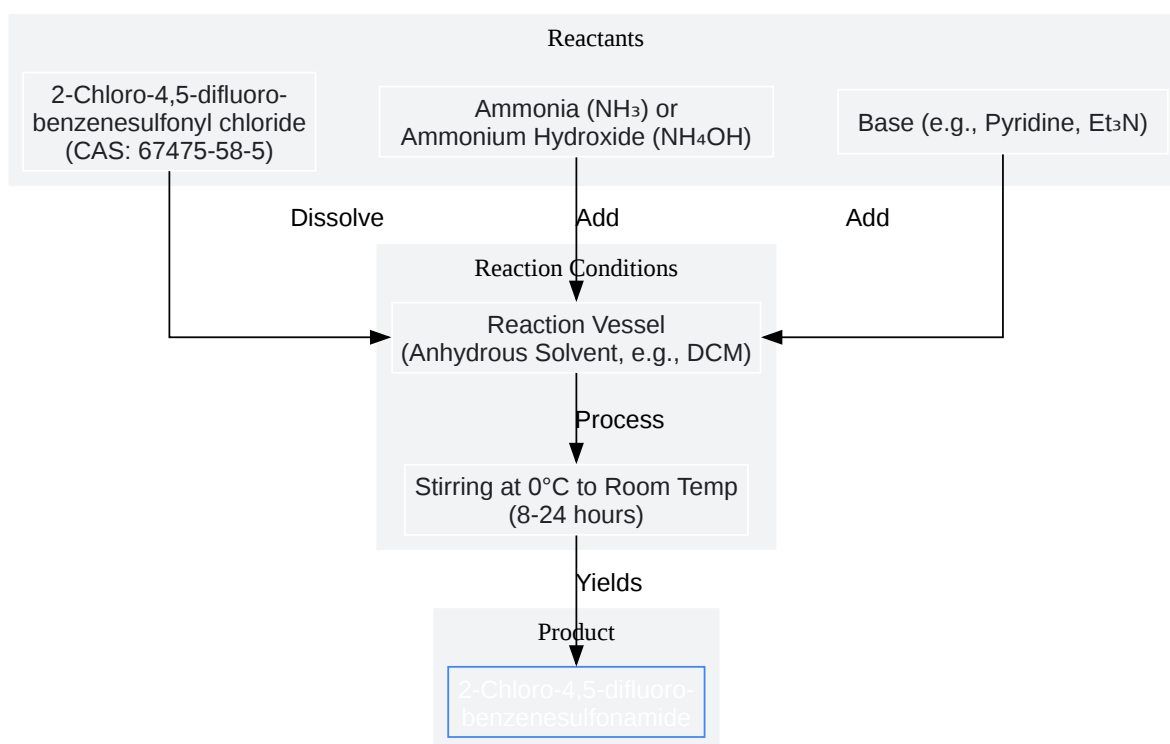 Reactants
2-Chloro-4,5-difluoro-
benzenesulfonyl chloride
(CAS: 67475-58-5)
Ammonia (NH₃) or
Ammonium Hydroxide (NH₄OH)
Base (e.g., Pyridine, Et₃N)
Dissolve
Add
Add
Reaction Conditions
Reaction Vessel
(Anhydrous Solvent, e.g., DCM)
Process
Stirring at 0°C to Room Temp
(8-24 hours)
Yields
Product
2-Chloro-4,5-difluoro-
benzenesulfonamide